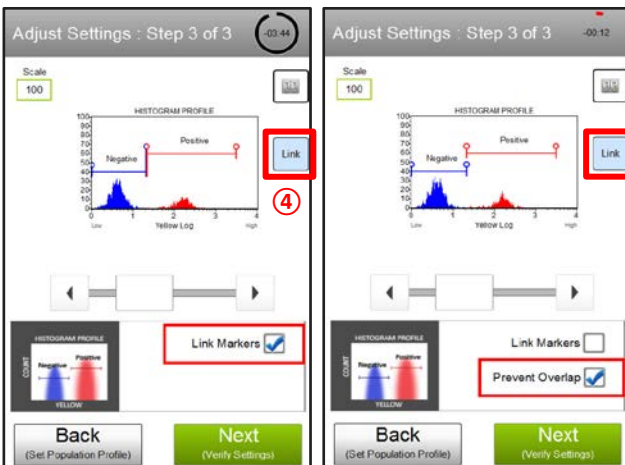 Adjust Settings : Step 3 of 3
-03:44
Scale
100
HISTOGRAM PROFILE
100
90
80
70
60
50
40
30
20
10
0
Negative
Positive
0 1 2 3 4
Low Yellow Log High
Link
④
HISTOGRAM PROFILE
COUNT
Negative Positive
YELLOW
Link Markers
Back
(Set Population Profile)
Next
(Verify Settings)
Adjust Settings : Step 3 of 3
-00:12
Scale
100
HISTOGRAM PROFILE
100
90
80
70
60
50
40
30
20
10
0
Negative
Positive
0 1 2 3 4
Low Yellow Log High
Link
HISTOGRAM PROFILE
COUNT
Negative Positive
YELLOW
Link Markers
Prevent Overlap
Back
(Set Population Profile)
Next
(Verify Settings)